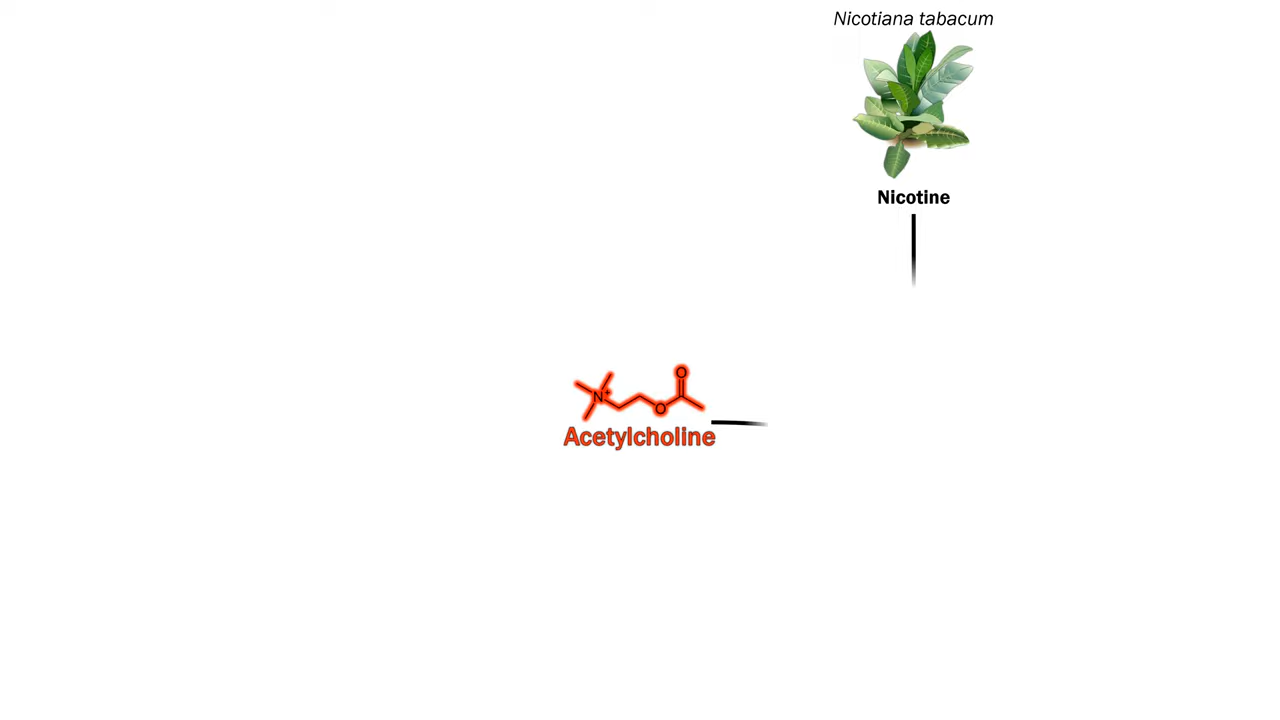 Nicotiana tabacum
Nicotine
O
N+
O
Acetylcholine